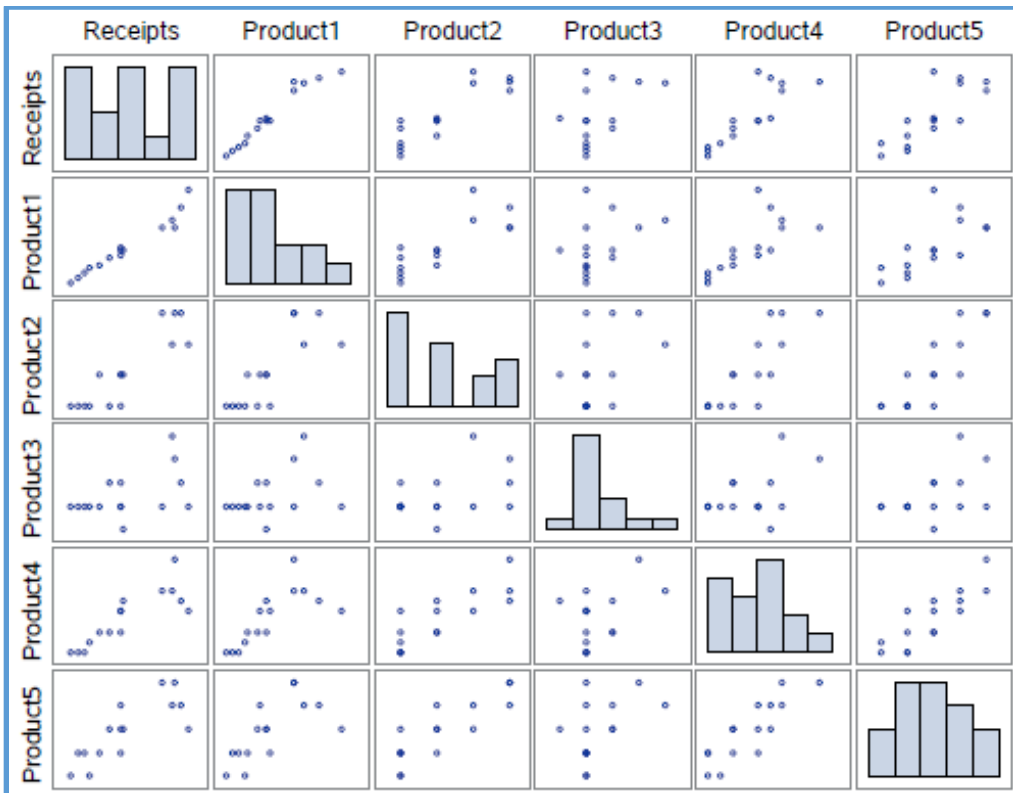 Receipts Product1 Product2 Product3 Product4 Product5
Receipts
Product1
Product2
Product3
Product4
Product5